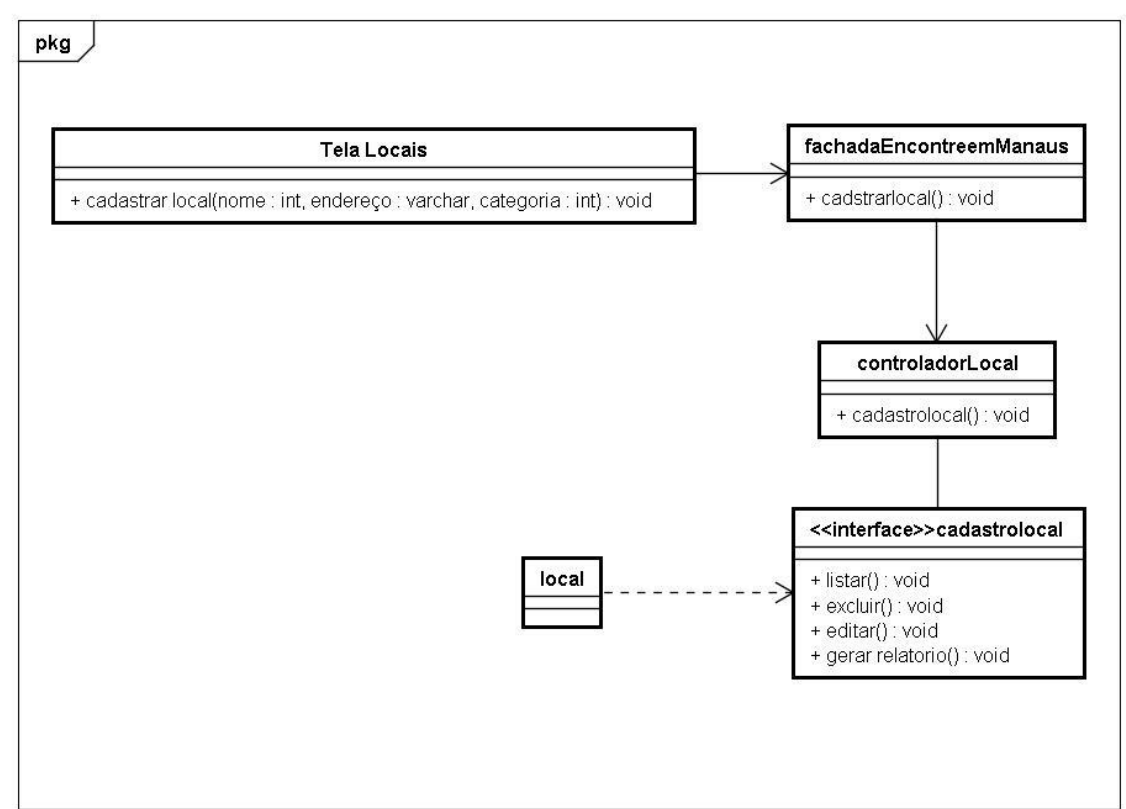 pkg
Tela Locais
+ cadastrar local(nome : int, endereço : varchar, categoria : int) : void
fachadaEncontreemManaus
+ cadstrarlocal() : void
controladorLocal
+ cadastrolocal() : void
<<interface>>cadastrolocal
+ listar() : void
+ excluir() : void
+ editar() : void
+ gerar relatorio() : void
local